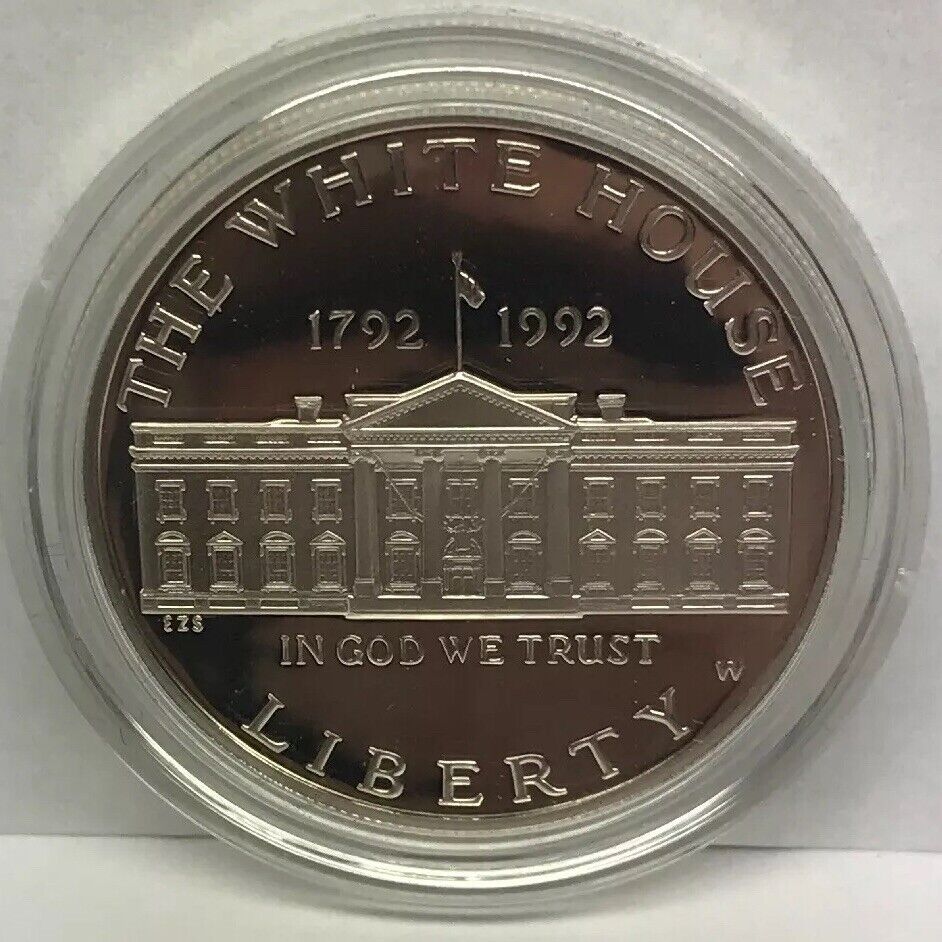 THE WHITE HOUSE
1792 1992
EZS
IN GOD WE TRUST
W
LIBERTY